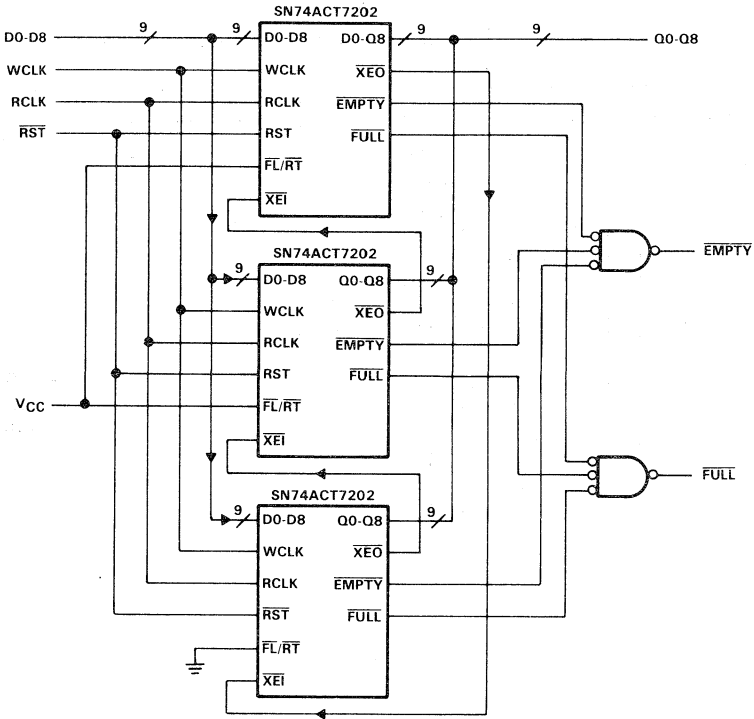 SN74ACT7202
D0-D8 9 9 D0-D8 D0-Q8 9 9 Q0-Q8
WCLK WCLK XEO
RCLK RCLK EMPTY
RST RST FULL
FL/RT
XEI
SN74ACT7202
9 D0-D8 Q0-Q8 9
EMPTY
WCLK XEO
RCLK EMPTY
RST FULL
VCC FL/RT
XEI
FULL
SN74ACT7202
9 D0-D8 Q0-Q8 9
WCLK XEO
RCLK EMPTY
RST FULL
FL/RT
XEI